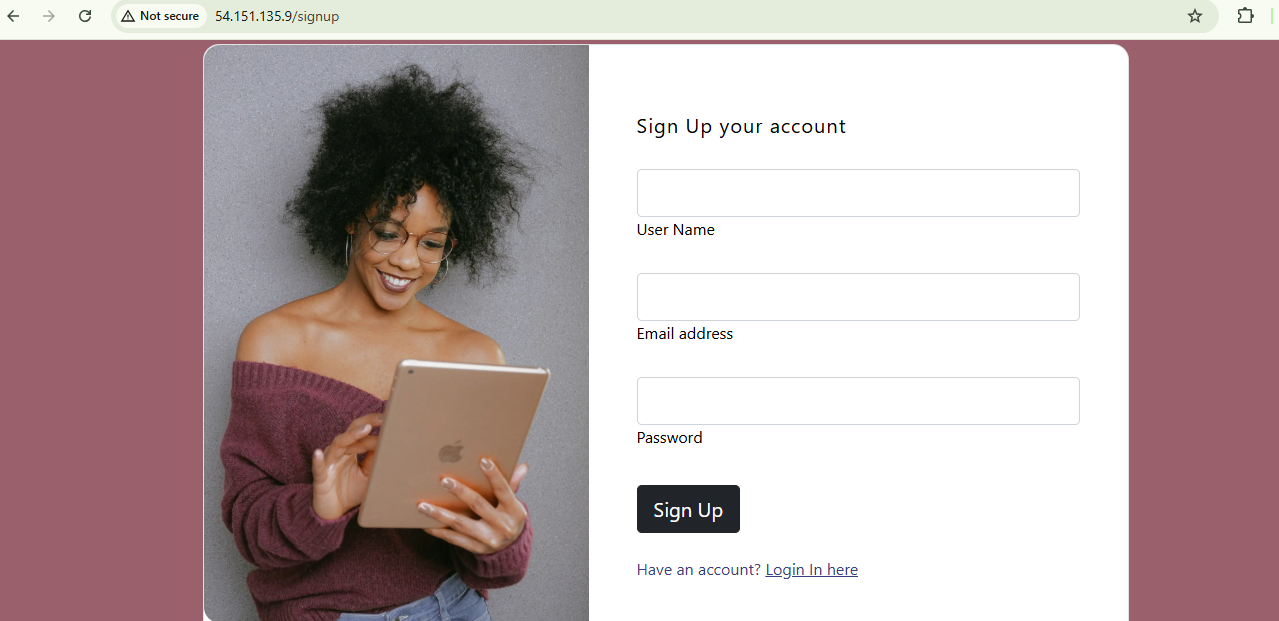 Not secure 54.151.135.9/signup
Sign Up your account
User Name
Email address
Password
Sign Up
Have an account? Login In here